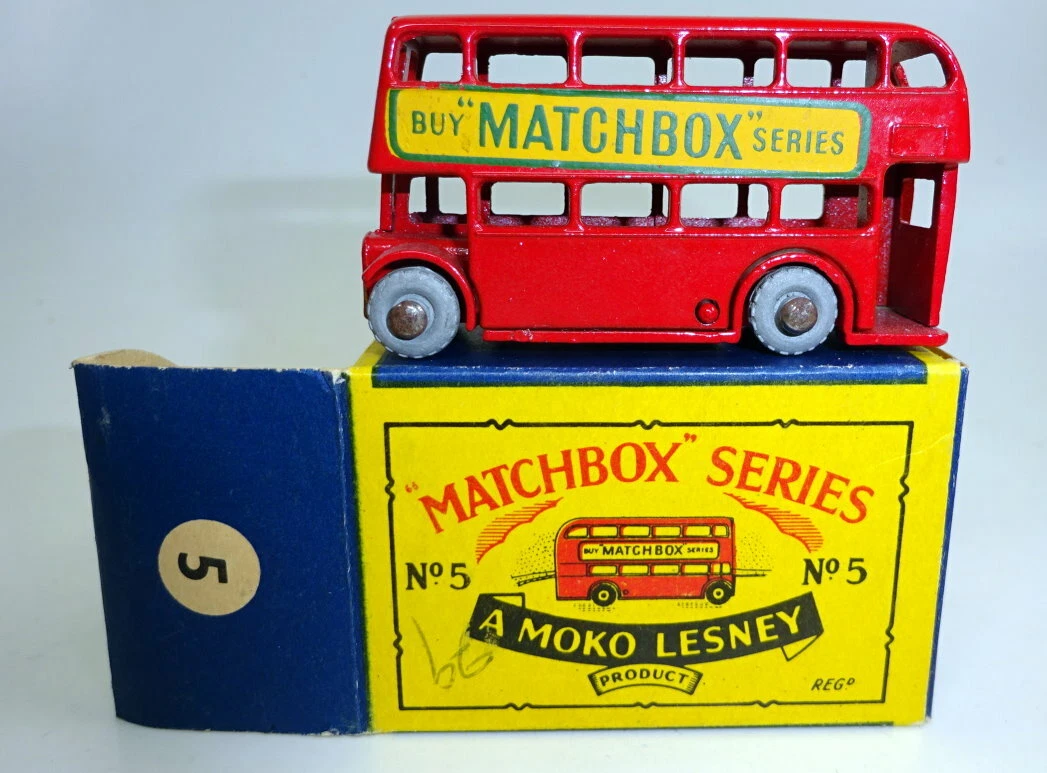 BUY "MATCHBOX" SERIES
5
"MATCHBOX" SERIES
BUY "MATCHBOX" SERIES
Nº 5
Nº 5
A MOKO LESNEY
PRODUCT
REGD